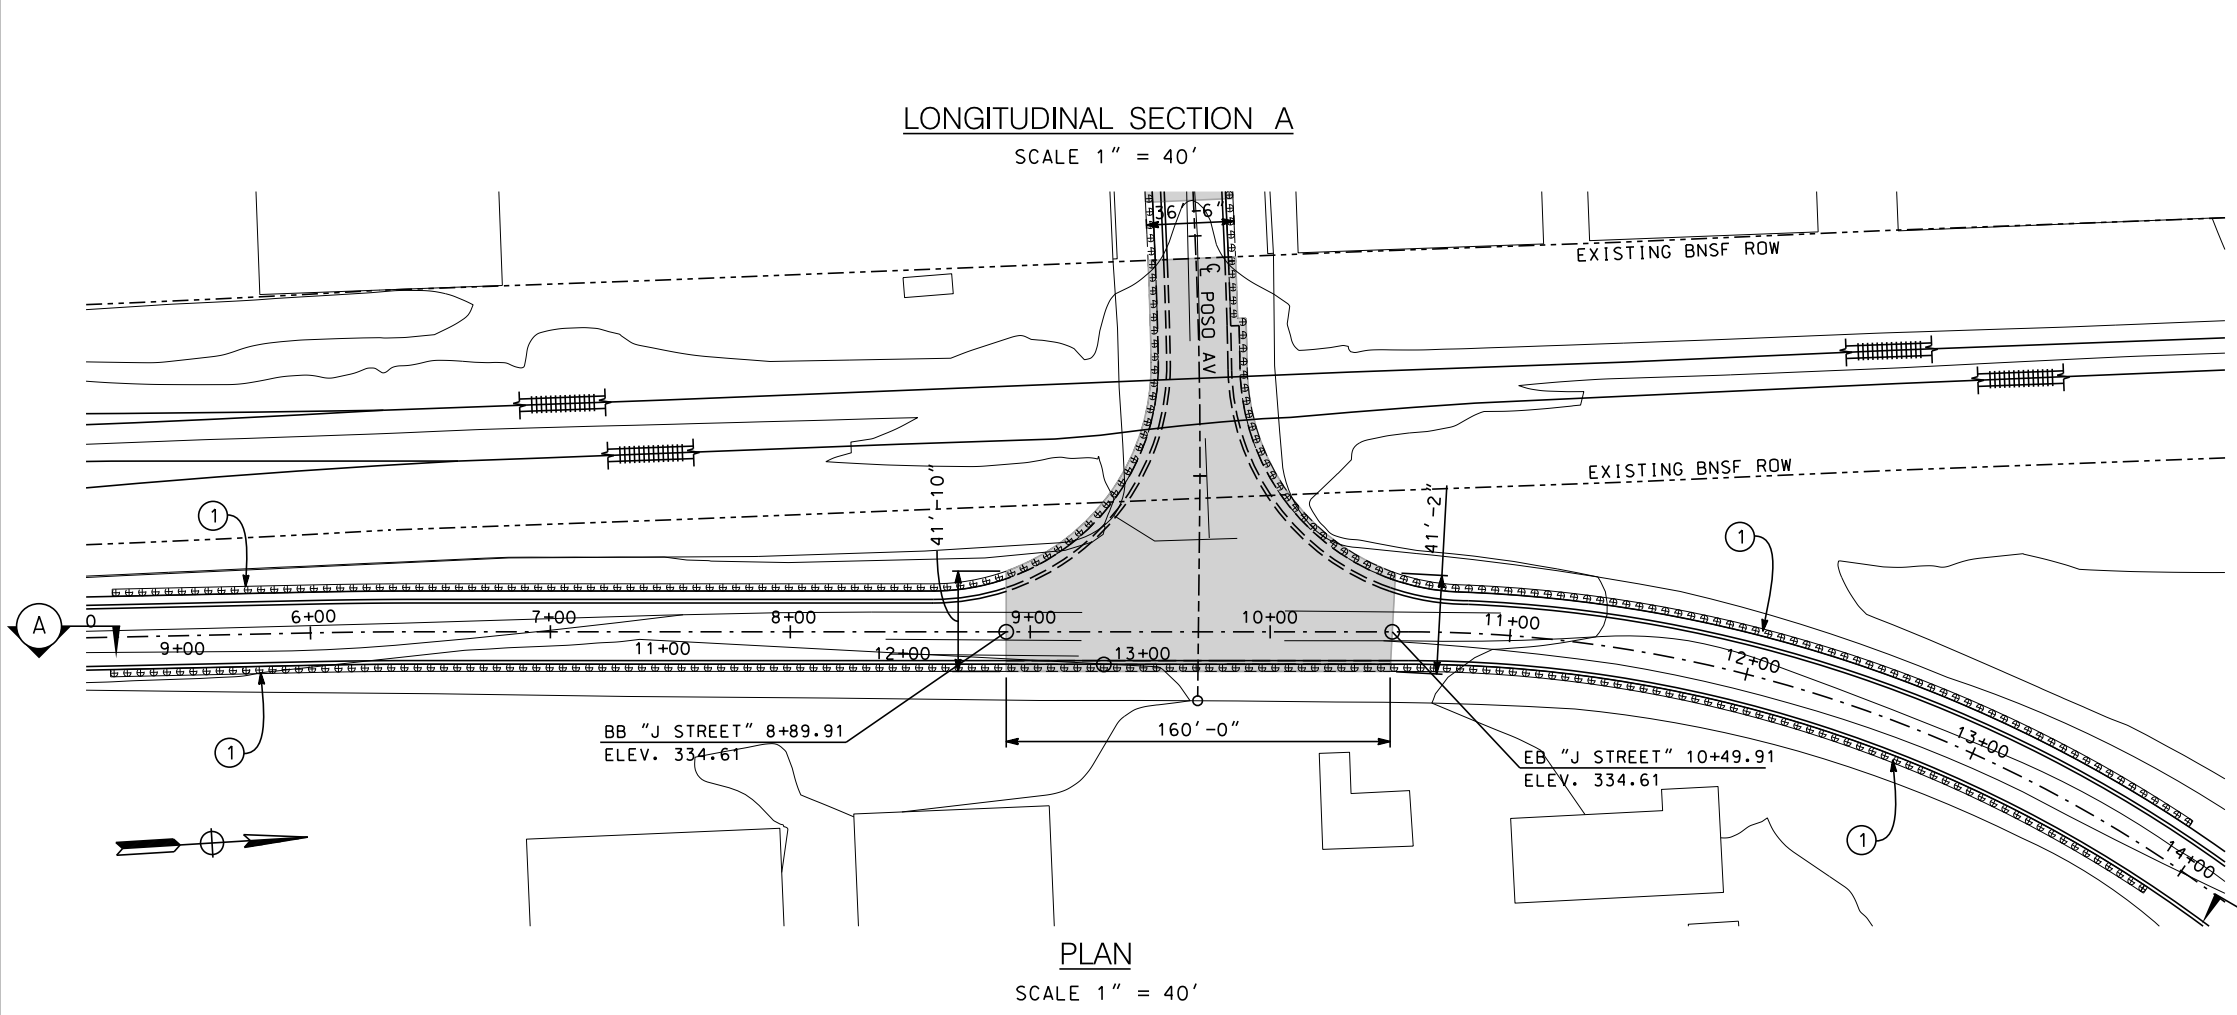 LONGITUDINAL SECTION A
SCALE 1" = 40'
36'-6"
EXISTING BNSF ROW
℄ POSO AV
EXISTING BNSF ROW
41'-10"
41'-2"
1
1
A
0
6+00
7+00
8+00
9+00
10+00
11+00
12+00
13+00
14+00
9+00
11+00
12+00
13+00
BB "J STREET" 8+89.91
ELEV. 334.61
160'-0"
EB "J STREET" 10+49.91
ELEV. 334.61
1
1
PLAN
SCALE 1" = 40'